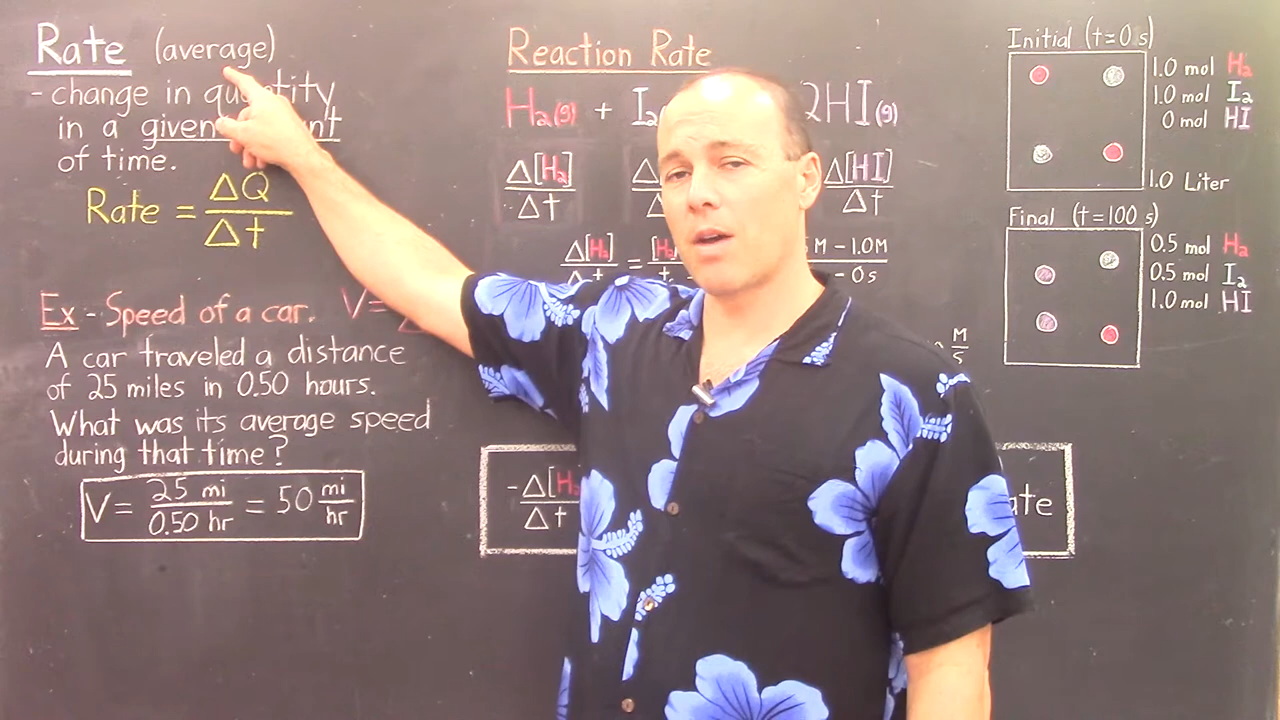 Rate (average)
- change in quantity
in a given
of time.
Rate = ΔQ/Δt
Ex - Speed of a car. V=
A car traveled a distance
of 25 miles in 0.50 hours.
What was its average speed
during that time?
V = 25 mi/0.50 hr = 50 mi/hr
Reaction Rate
H₂(g) + I₂ 2HI(g)
Δ[H₂]/Δt Δ[HI]/Δt
Δ[H₂]/Δt = [H₂] M - 1.0M
- 0 s
M/S
-Δ[H₂/Δt
Initial (t=0 s)
1.0 mol H₂
1.0 mol I₂
0 mol HI
1.0 Liter
Final (t=100 s)
0.5 mol H₂
0.5 mol I₂
1.0 mol HI